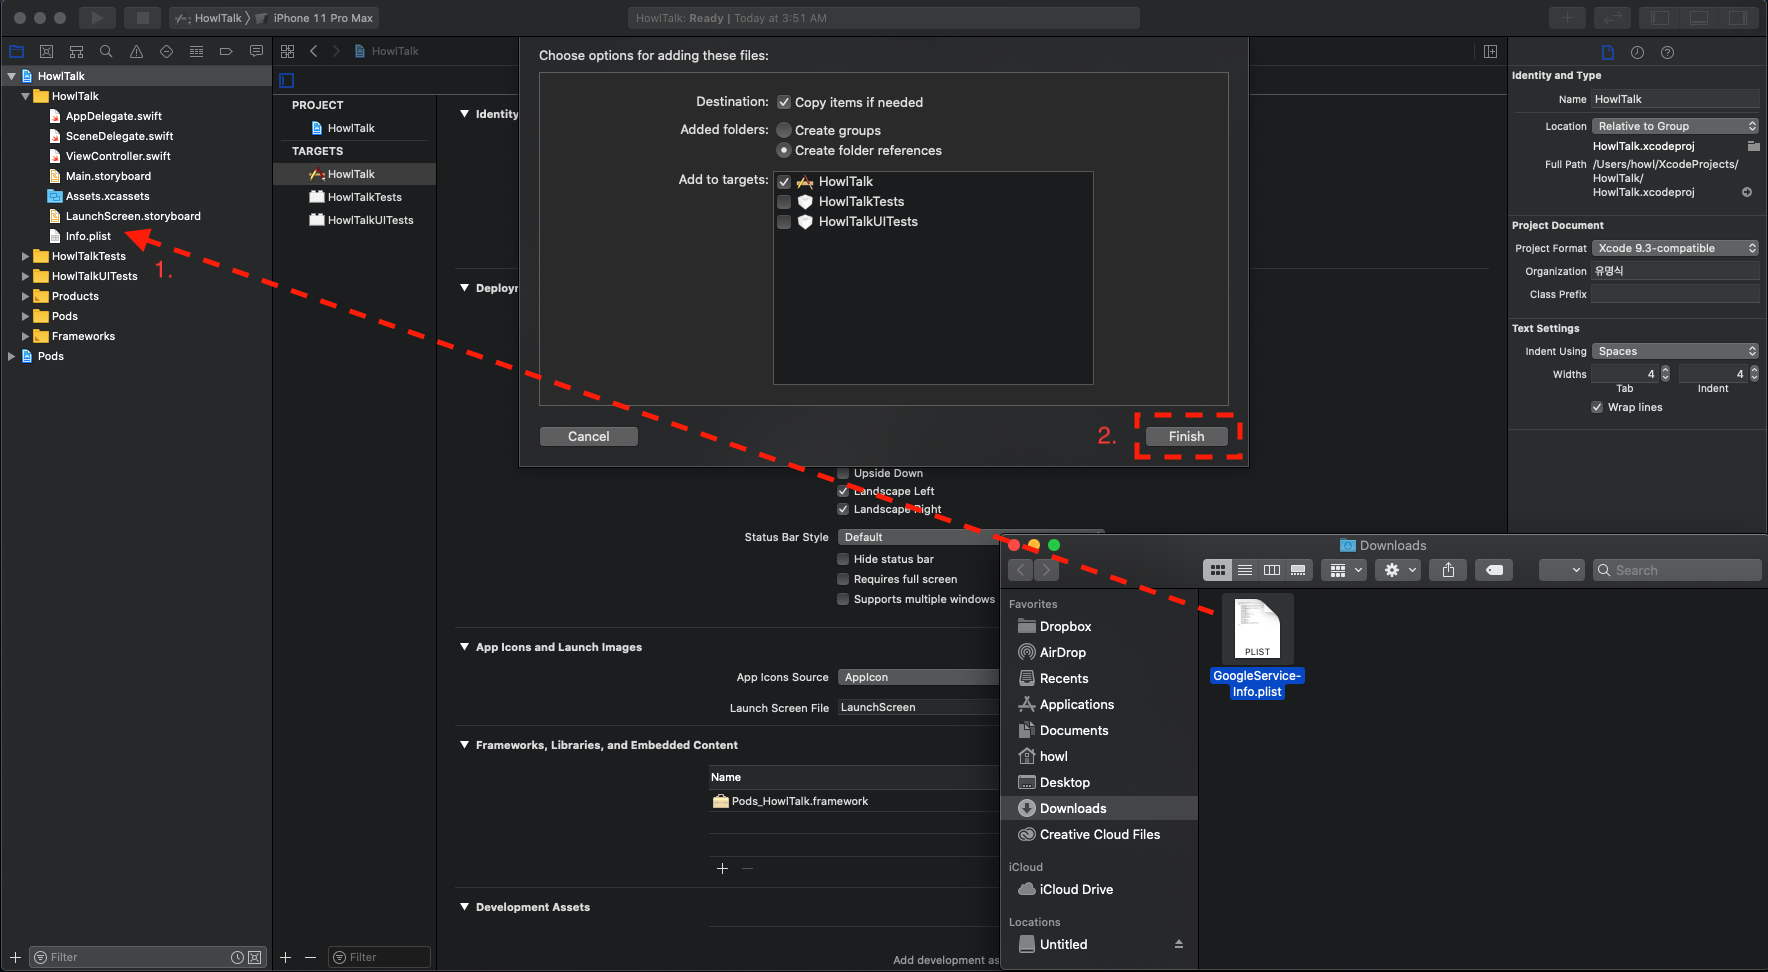 HowlTalk
iPhone 11 Pro Max
HowlTalk: Ready | Today at 3:51 AM
HowlTalk
HowlTalk
HowlTalk
AppDelegate.swift
SceneDelegate.swift
ViewController.swift
Main.storyboard
Assets.xcassets
LaunchScreen.storyboard
Info.plist
HowlTalkTests
HowlTalkUITests
Products
Pods
Frameworks
Pods
1.
Filter
PROJECT
HowlTalk
TARGETS
HowlTalk
HowlTalkTests
HowlTalkUITests
Filter
Identity
Choose options for adding these files:
Destination:
Copy items if needed
Added folders:
Create groups
Create folder references
Add to targets:
HowlTalk
HowlTalkTests
HowlTalkUITests
Cancel
2.
Finish
Upside Down
Landscape Left
Landscape Right
Status Bar Style
Default
Hide status bar
Requires full screen
Supports multiple windows
App Icons and Launch Images
App Icons Source
AppIcon
Launch Screen File
LaunchScreen
Frameworks, Libraries, and Embedded Content
Name
Pods_HowlTalk.framework
Development Assets
Add development as
Identity and Type
Name
HowlTalk
Location
Relative to Group
HowlTalk.xcodeproj
Full Path
/Users/howl/XcodeProjects/
HowlTalk/
HowlTalk.xcodeproj
Project Document
Project Format
Xcode 9.3-compatible
Organization
유명식
Class Prefix
Text Settings
Indent Using
Spaces
Widths
4
4
Tab
Indent
Wrap lines
Downloads
Search
Favorites
Dropbox
AirDrop
Recents
Applications
Documents
howl
Desktop
Downloads
Creative Cloud Files
iCloud
iCloud Drive
Locations
Untitled
PLIST
GoogleService-
Info.plist